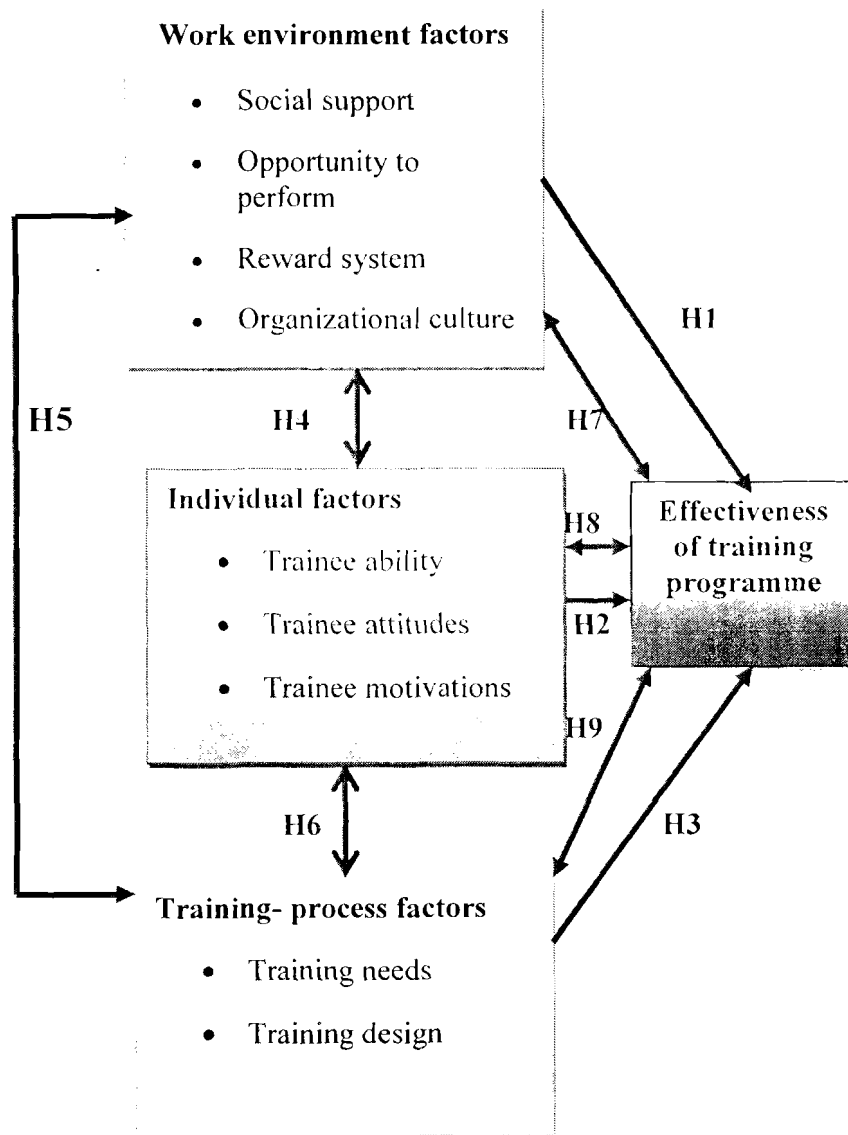 Work environment factors
• Social support
• Opportunity to
perform
• Reward system
• Organizational culture
H1
H5
H4
H7
Individual factors
• Trainee ability
• Trainee attitudes
• Trainee motivations
H8
H2
Effectiveness
of training
programme
H9
H6
H3
Training- process factors
• Training needs
• Training design